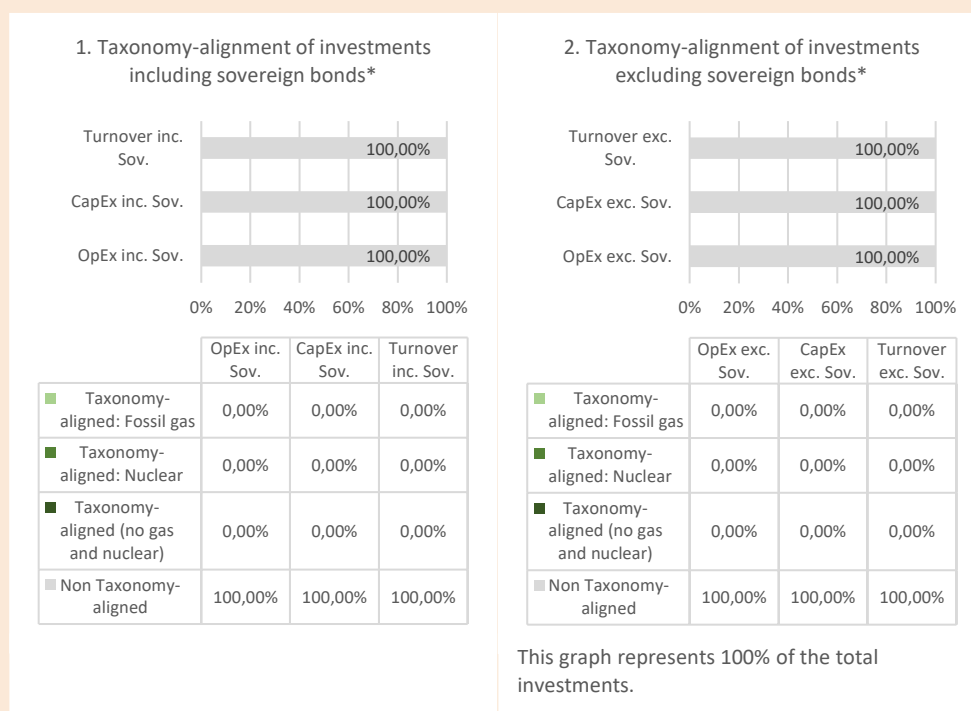 1. Taxonomy-alignment of investments
including sovereign bonds*
Turnover inc.
Sov.
100,00%
CapEx inc. Sov.
100,00%
OpEx inc. Sov.
100,00%
0% 20% 40% 60% 80% 100%
OpEx inc. CapEx inc. Turnover
Sov. Sov. inc. Sov.
Taxonomy-
aligned: Fossil gas 0,00% 0,00% 0,00%
Taxonomy-
aligned: Nuclear 0,00% 0,00% 0,00%
Taxonomy-
aligned (no gas 0,00% 0,00% 0,00%
and nuclear)
Non Taxonomy-
aligned 100,00% 100,00% 100,00%
2. Taxonomy-alignment of investments
excluding sovereign bonds*
Turnover exc.
Sov.
100,00%
CapEx exc. Sov.
100,00%
OpEx exc. Sov.
100,00%
0% 20% 40% 60% 80% 100%
OpEx exc. CapEx Turnover
Sov. exc. Sov. exc. Sov.
Taxonomy-
aligned: Fossil gas 0,00% 0,00% 0,00%
Taxonomy-
aligned: Nuclear 0,00% 0,00% 0,00%
Taxonomy-
aligned (no gas 0,00% 0,00% 0,00%
and nuclear)
Non Taxonomy-
aligned 100,00% 100,00% 100,00%
This graph represents 100% of the total
investments.